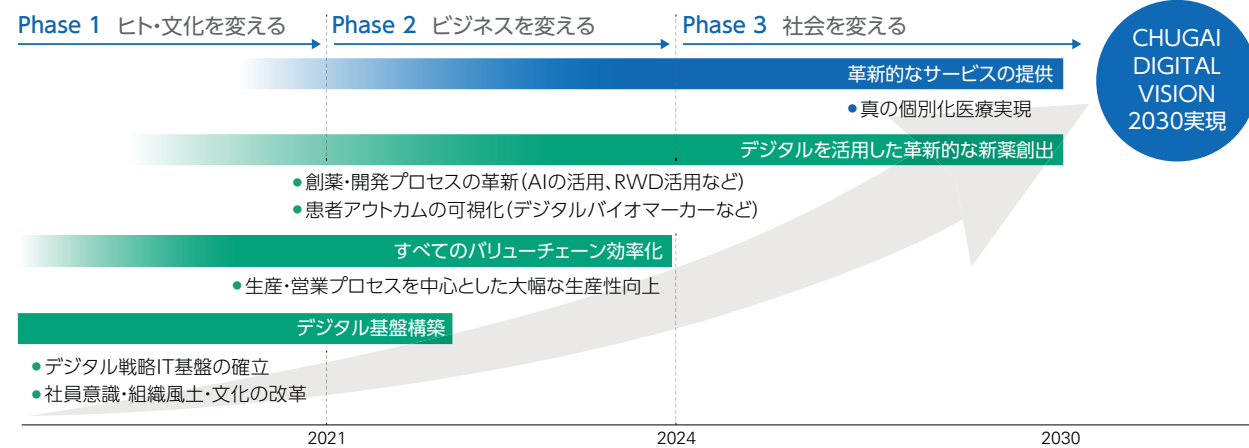 Phase 1 ヒト・文化を変える
Phase 2 ビジネスを変える
Phase 3 社会を変える
CHUGAI
DIGITAL
VISION
2030実現
革新的なサービスの提供
●真の個別化医療実現
デジタルを活用した革新的な新薬創出
●創薬・開発プロセスの革新(AIの活用、RWD活用など)
●患者アウトカムの可視化(デジタルバイオマーカーなど)
すべてのバリューチェーン効率化
●生産・営業プロセスを中心とした大幅な生産性向上
デジタル基盤構築
●デジタル戦略IT基盤の確立
●社員意識・組織風土・文化の改革
2021
2024
2030